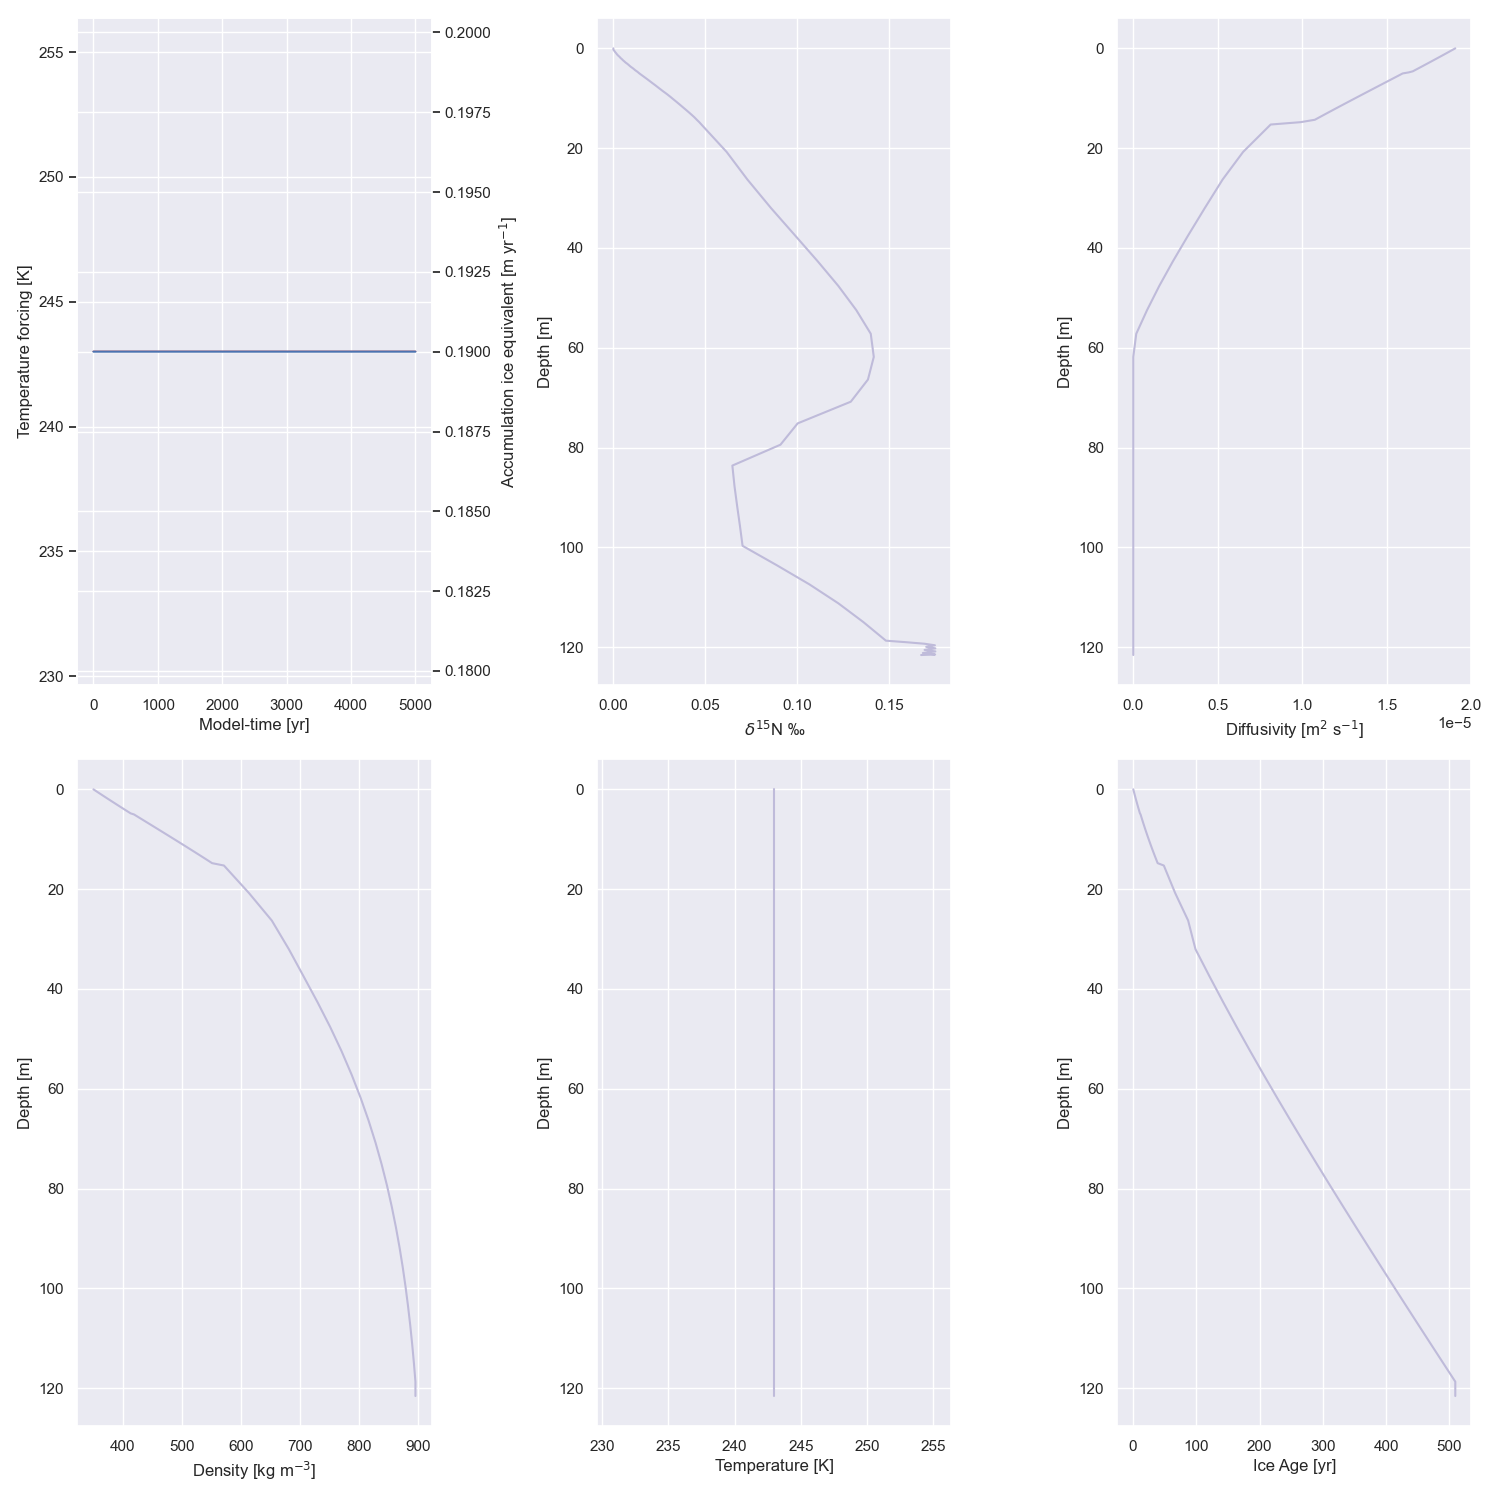 255
250
245
240
235
230
Temperature forcing [K]
0 1000 2000 3000 4000 5000
Model-time [yr]
0.2000
0.1975
0.1950
0.1925
0.1900
0.1875
0.1850
0.1825
0.1800
Accumulation ice equivalent [m yr⁻¹]
0
20
40
60
80
100
120
Depth [m]
0.00 0.05 0.10 0.15
δ¹⁵N ‰
0
20
40
60
80
100
120
Depth [m]
0.0 0.5 1.0 1.5 2.0
1e−5
Diffusivity [m² s⁻¹]
0
20
40
60
80
100
120
Depth [m]
400 500 600 700 800 900
Density [kg m⁻³]
0
20
40
60
80
100
120
Depth [m]
230 235 240 245 250 255
Temperature [K]
0
20
40
60
80
100
120
Depth [m]
0 100 200 300 400 500
Ice Age [yr]